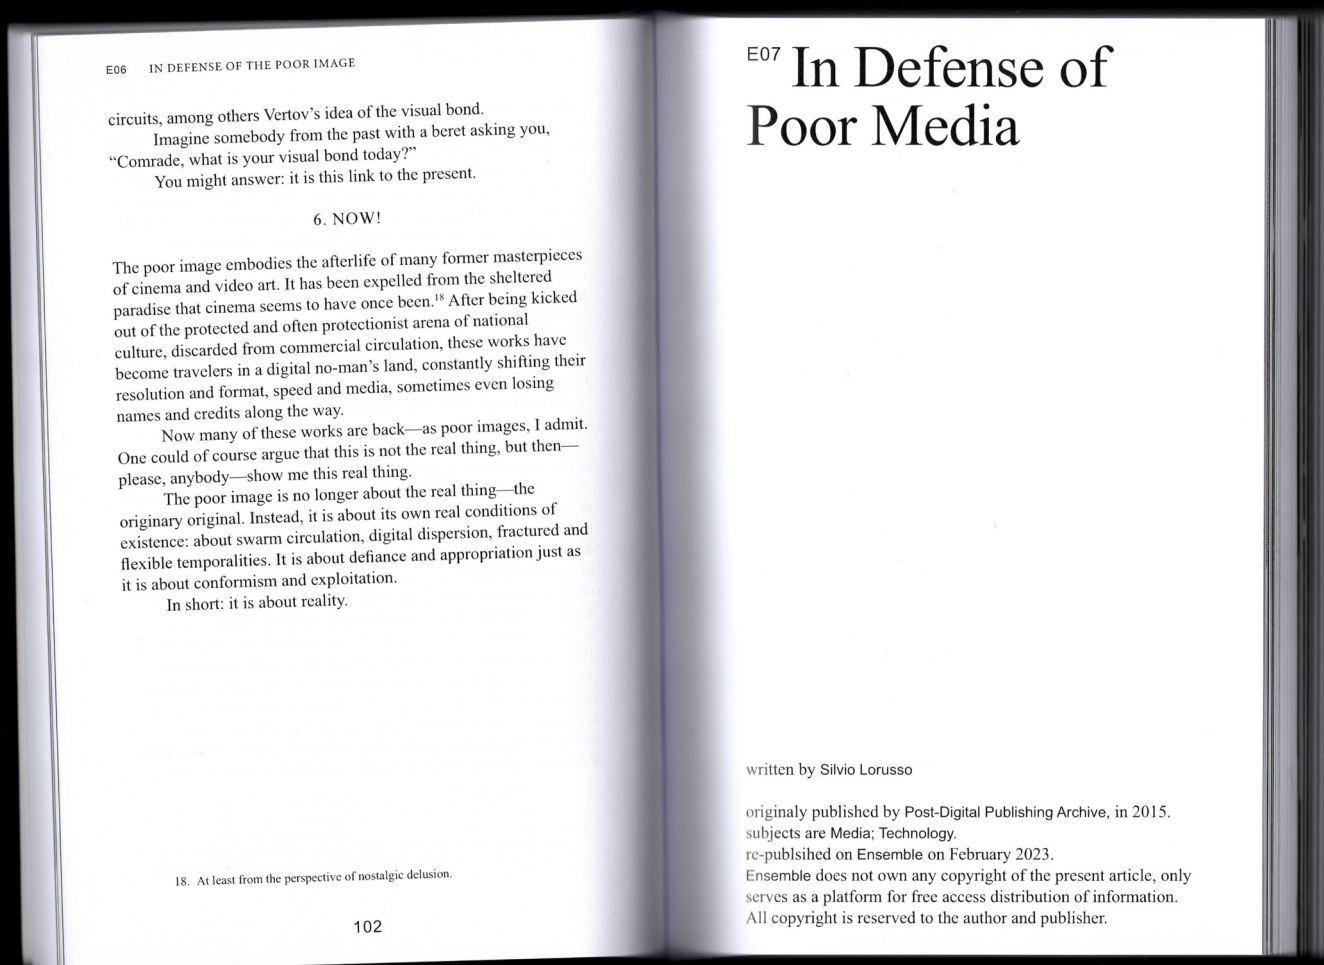 E06 IN DEFENSE OF THE POOR IMAGE
circuits, among others Vertov's idea of the visual bond.
Imagine somebody from the past with a beret asking you,
“Comrade, what is your visual bond today?”
You might answer: it is this link to the present.
6. NOW!
The poor image embodies the afterlife of many former masterpieces
of cinema and video art. It has been expelled from the sheltered
paradise that cinema seems to have once been.¹⁸ After being kicked
out of the protected and often protectionist arena of national
culture, discarded from commercial circulation, these works have
become travelers in a digital no-man's land, constantly shifting their
resolution and format, speed and media, sometimes even losing
names and credits along the way.
Now many of these works are back—as poor images, I admit.
One could of course argue that this is not the real thing, but then—
please, anybody—show me this real thing.
The poor image is no longer about the real thing—the
originary original. Instead, it is about its own real conditions of
existence: about swarm circulation, digital dispersion, fractured and
flexible temporalities. It is about defiance and appropriation just as
it is about conformism and exploitation.
In short: it is about reality.
18. At least from the perspective of nostalgic delusion.
102
E07 In Defense of
Poor Media
written by Silvio Lorusso
originaly published by Post-Digital Publishing Archive, in 2015.
subjects are Media; Technology.
re-publsihed on Ensemble on February 2023.
Ensemble does not own any copyright of the present article, only
serves as a platform for free access distribution of information.
All copyright is reserved to the author and publisher.